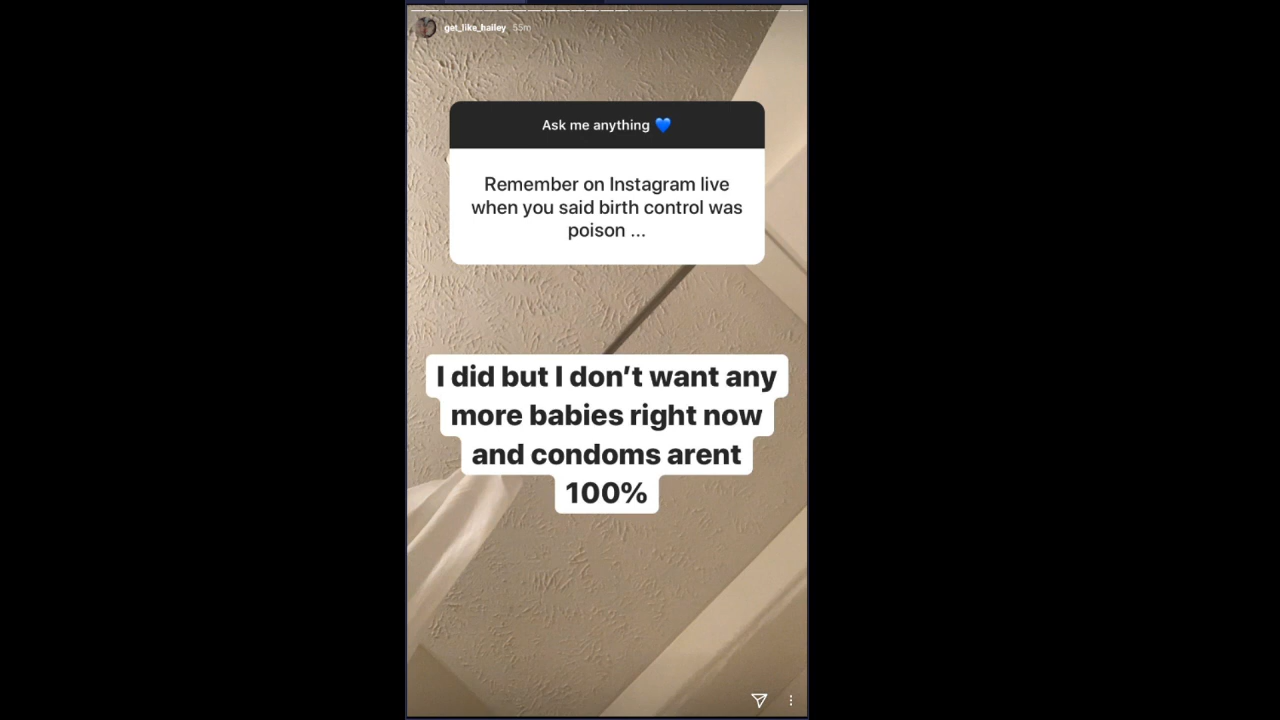 get_like_hailey 55m
Ask me anything 💙
Remember on Instagram live
when you said birth control was
poison ...
I did but I don't want any
more babies right now
and condoms arent
100%